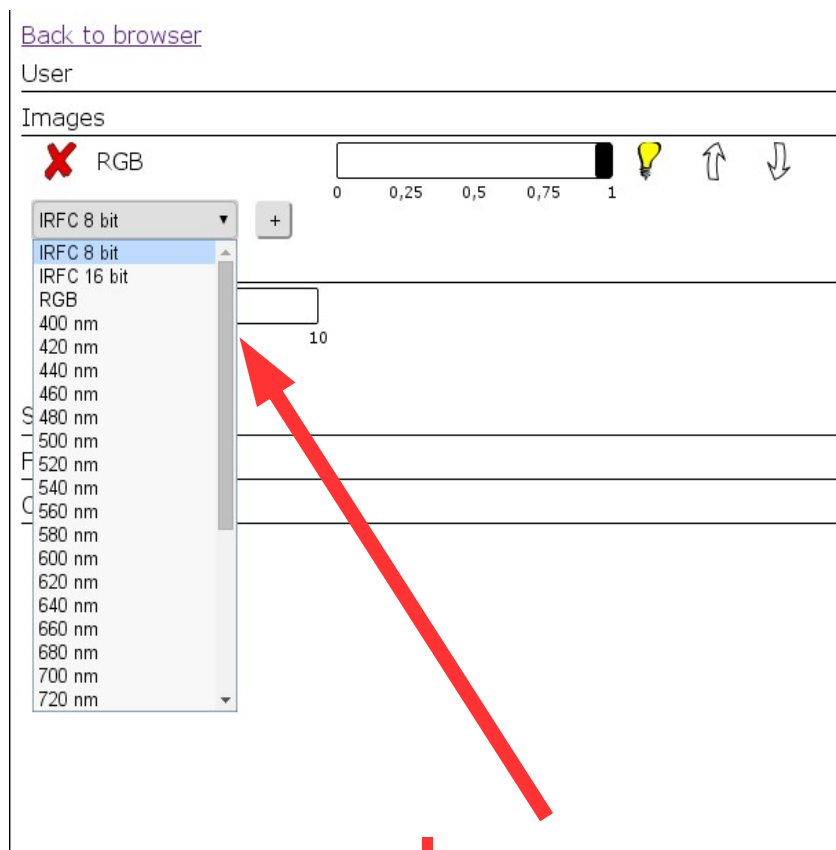 Back to browser
User
Images
RGB
0 0,25 0,5 0,75 1
IRFC 8 bit +
IRFC 8 bit
IRFC 16 bit
RGB
400 nm
10
420 nm
440 nm
460 nm
480 nm
500 nm
520 nm
540 nm
560 nm
580 nm
600 nm
620 nm
640 nm
660 nm
680 nm
700 nm
720 nm